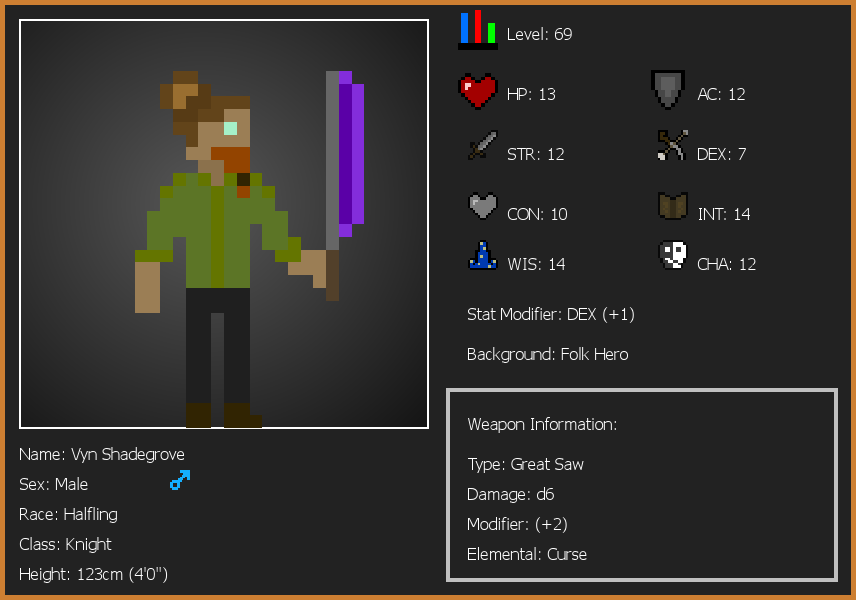 Level: 69
HP: 13
AC: 12
STR: 12
DEX: 7
CON: 10
INT: 14
WIS: 14
CHA: 12
Stat Modifier: DEX (+1)
Background: Folk Hero
Weapon Information:
Type: Great Saw
Damage: d6
Modifier: (+2)
Elemental: Curse
Name: Vyn Shadegrove
Sex: Male
Race: Halfling
Class: Knight
Height: 123cm (4'0")